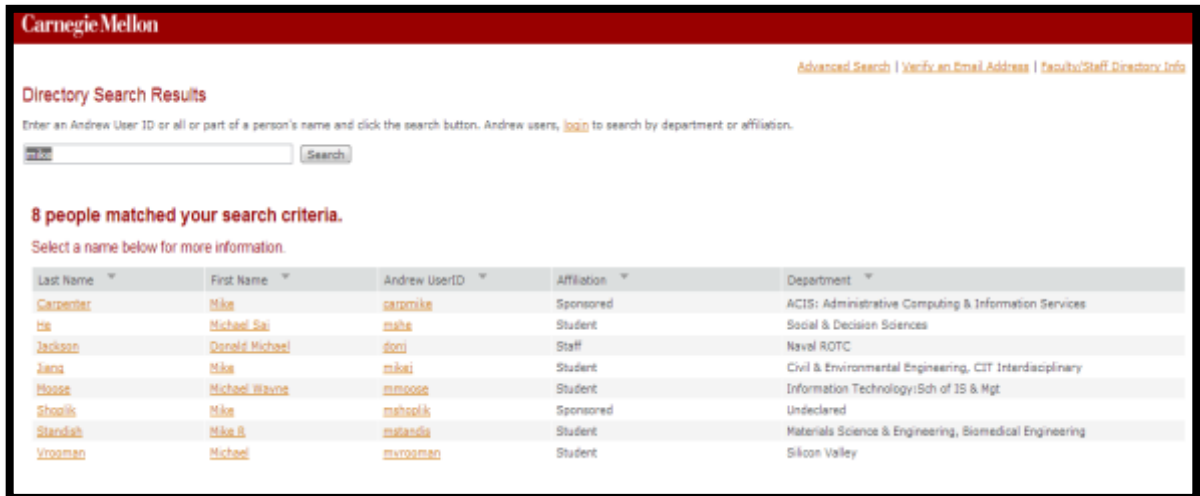 Carnegie Mellon
Advanced Search | Verify an Email Address | Faculty/Staff Directory Info
Directory Search Results
Enter an Andrew User ID or all or part of a person's name and click the search button. Andrew users, login to search by department or affiliation.
mike Search
8 people matched your search criteria.
Select a name below for more information.
Last Name First Name Andrew UserID Affiliation Department
Carpenter Mike carpmike Sponsored ACIS: Administrative Computing & Information Services
He Michael Sai mshe Student Social & Decision Sciences
Jackson Donald Michael Staff Naval ROTC
Jiang Mike mikej Student Civil & Environmental Engineering, CIT Interdisciplinary
Moose Michael Wayne mmoose Student Information Technology:Sch of IS & Mgt
Shoplik Mike mshoplik Sponsored Undeclared
Standish Mike R mstandis Student Materials Science & Engineering, Biomedical Engineering
Vrooman Michael mvrooman Student Silicon Valley